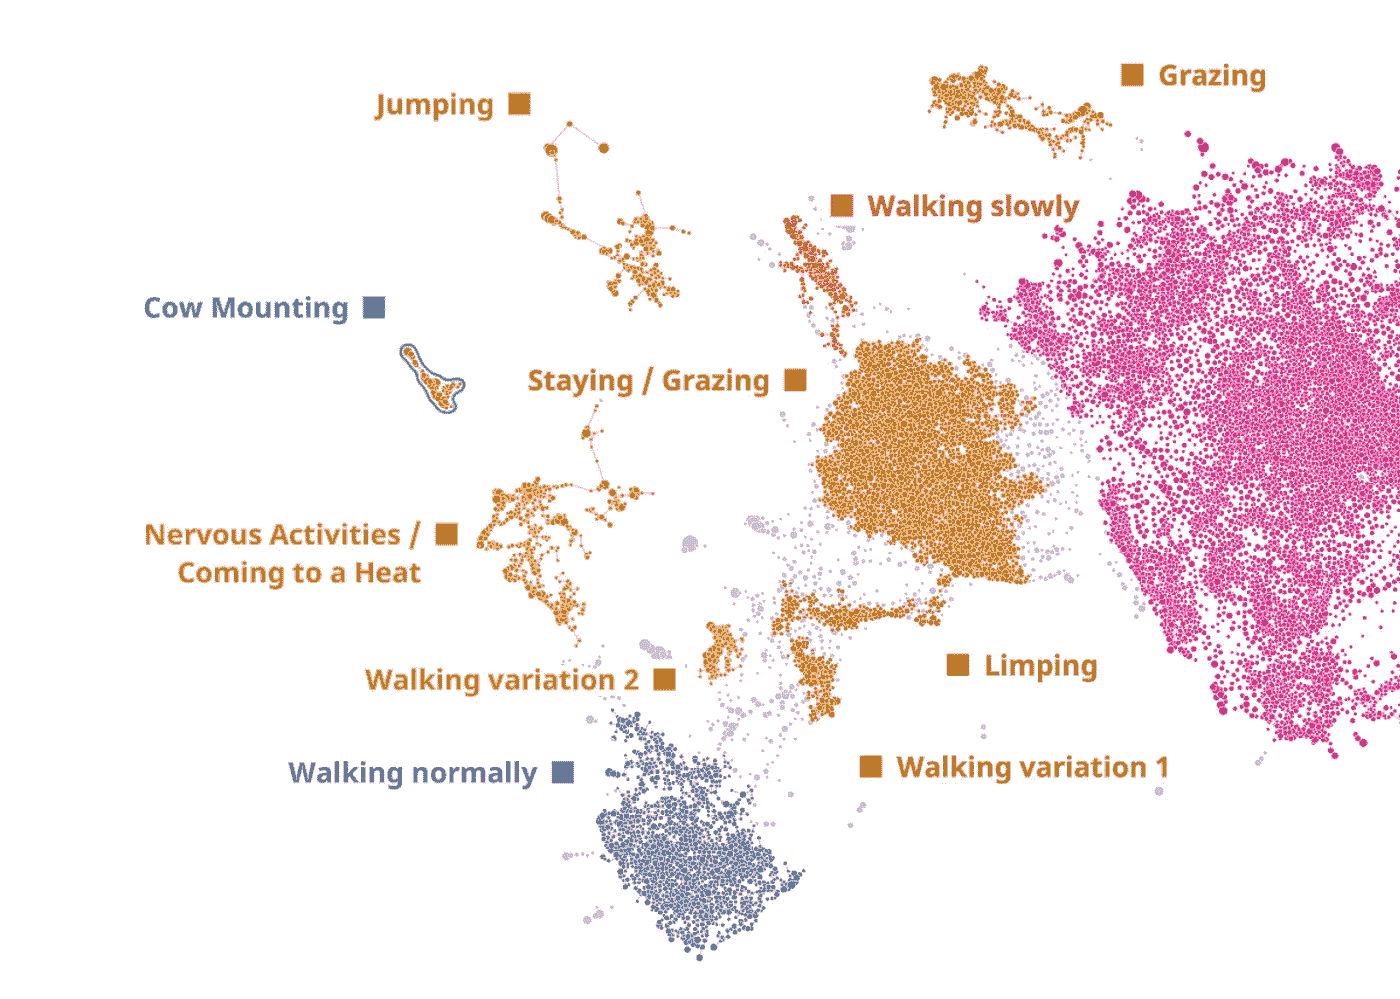 Grazing
Jumping
Walking slowly
Cow Mounting
Staying / Grazing
Nervous Activities /
Coming to a Heat
Limping
Walking variation 2
Walking variation 1
Walking normally